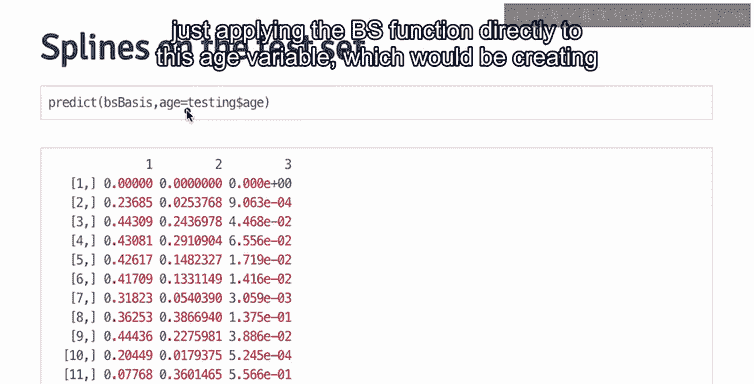 just applying the BS function directly to
Splines on the test set
this age variable, which would be creating
predict(bsBasis,age=testing$age)
1 2 3
[1,] 0.00000 0.0000000 0.000e+00
[2,] 0.23685 0.0253768 9.063e-04
[3,] 0.44309 0.2436978 4.468e-02
[4,] 0.43081 0.2910904 6.556e-02
[5,] 0.42617 0.1482327 1.719e-02
[6,] 0.41709 0.1331149 1.416e-02
[7,] 0.31823 0.0540390 3.059e-03
[8,] 0.36253 0.3866940 1.375e-01
[9,] 0.44436 0.2275981 3.886e-02
[10,] 0.20449 0.0179375 5.245e-04
[11,] 0.07768 0.3601465 5.566e-01